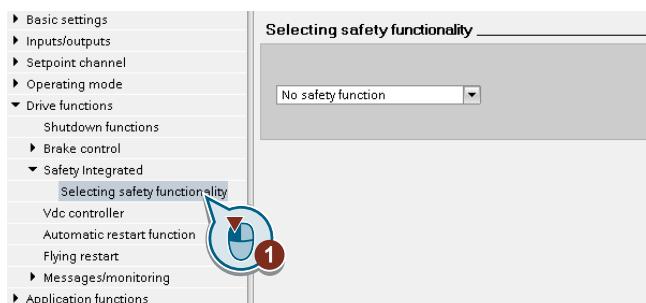 Basic settings
Inputs/outputs
Setpoint channel
Operating mode
Drive functions
Shutdown functions
Brake control
Safety Integrated
Selecting safety functionality
Vdc controller
Automatic restart function
Flying restart
Messages/monitoring
Application functions
Selecting safety functionality
No safety function
1